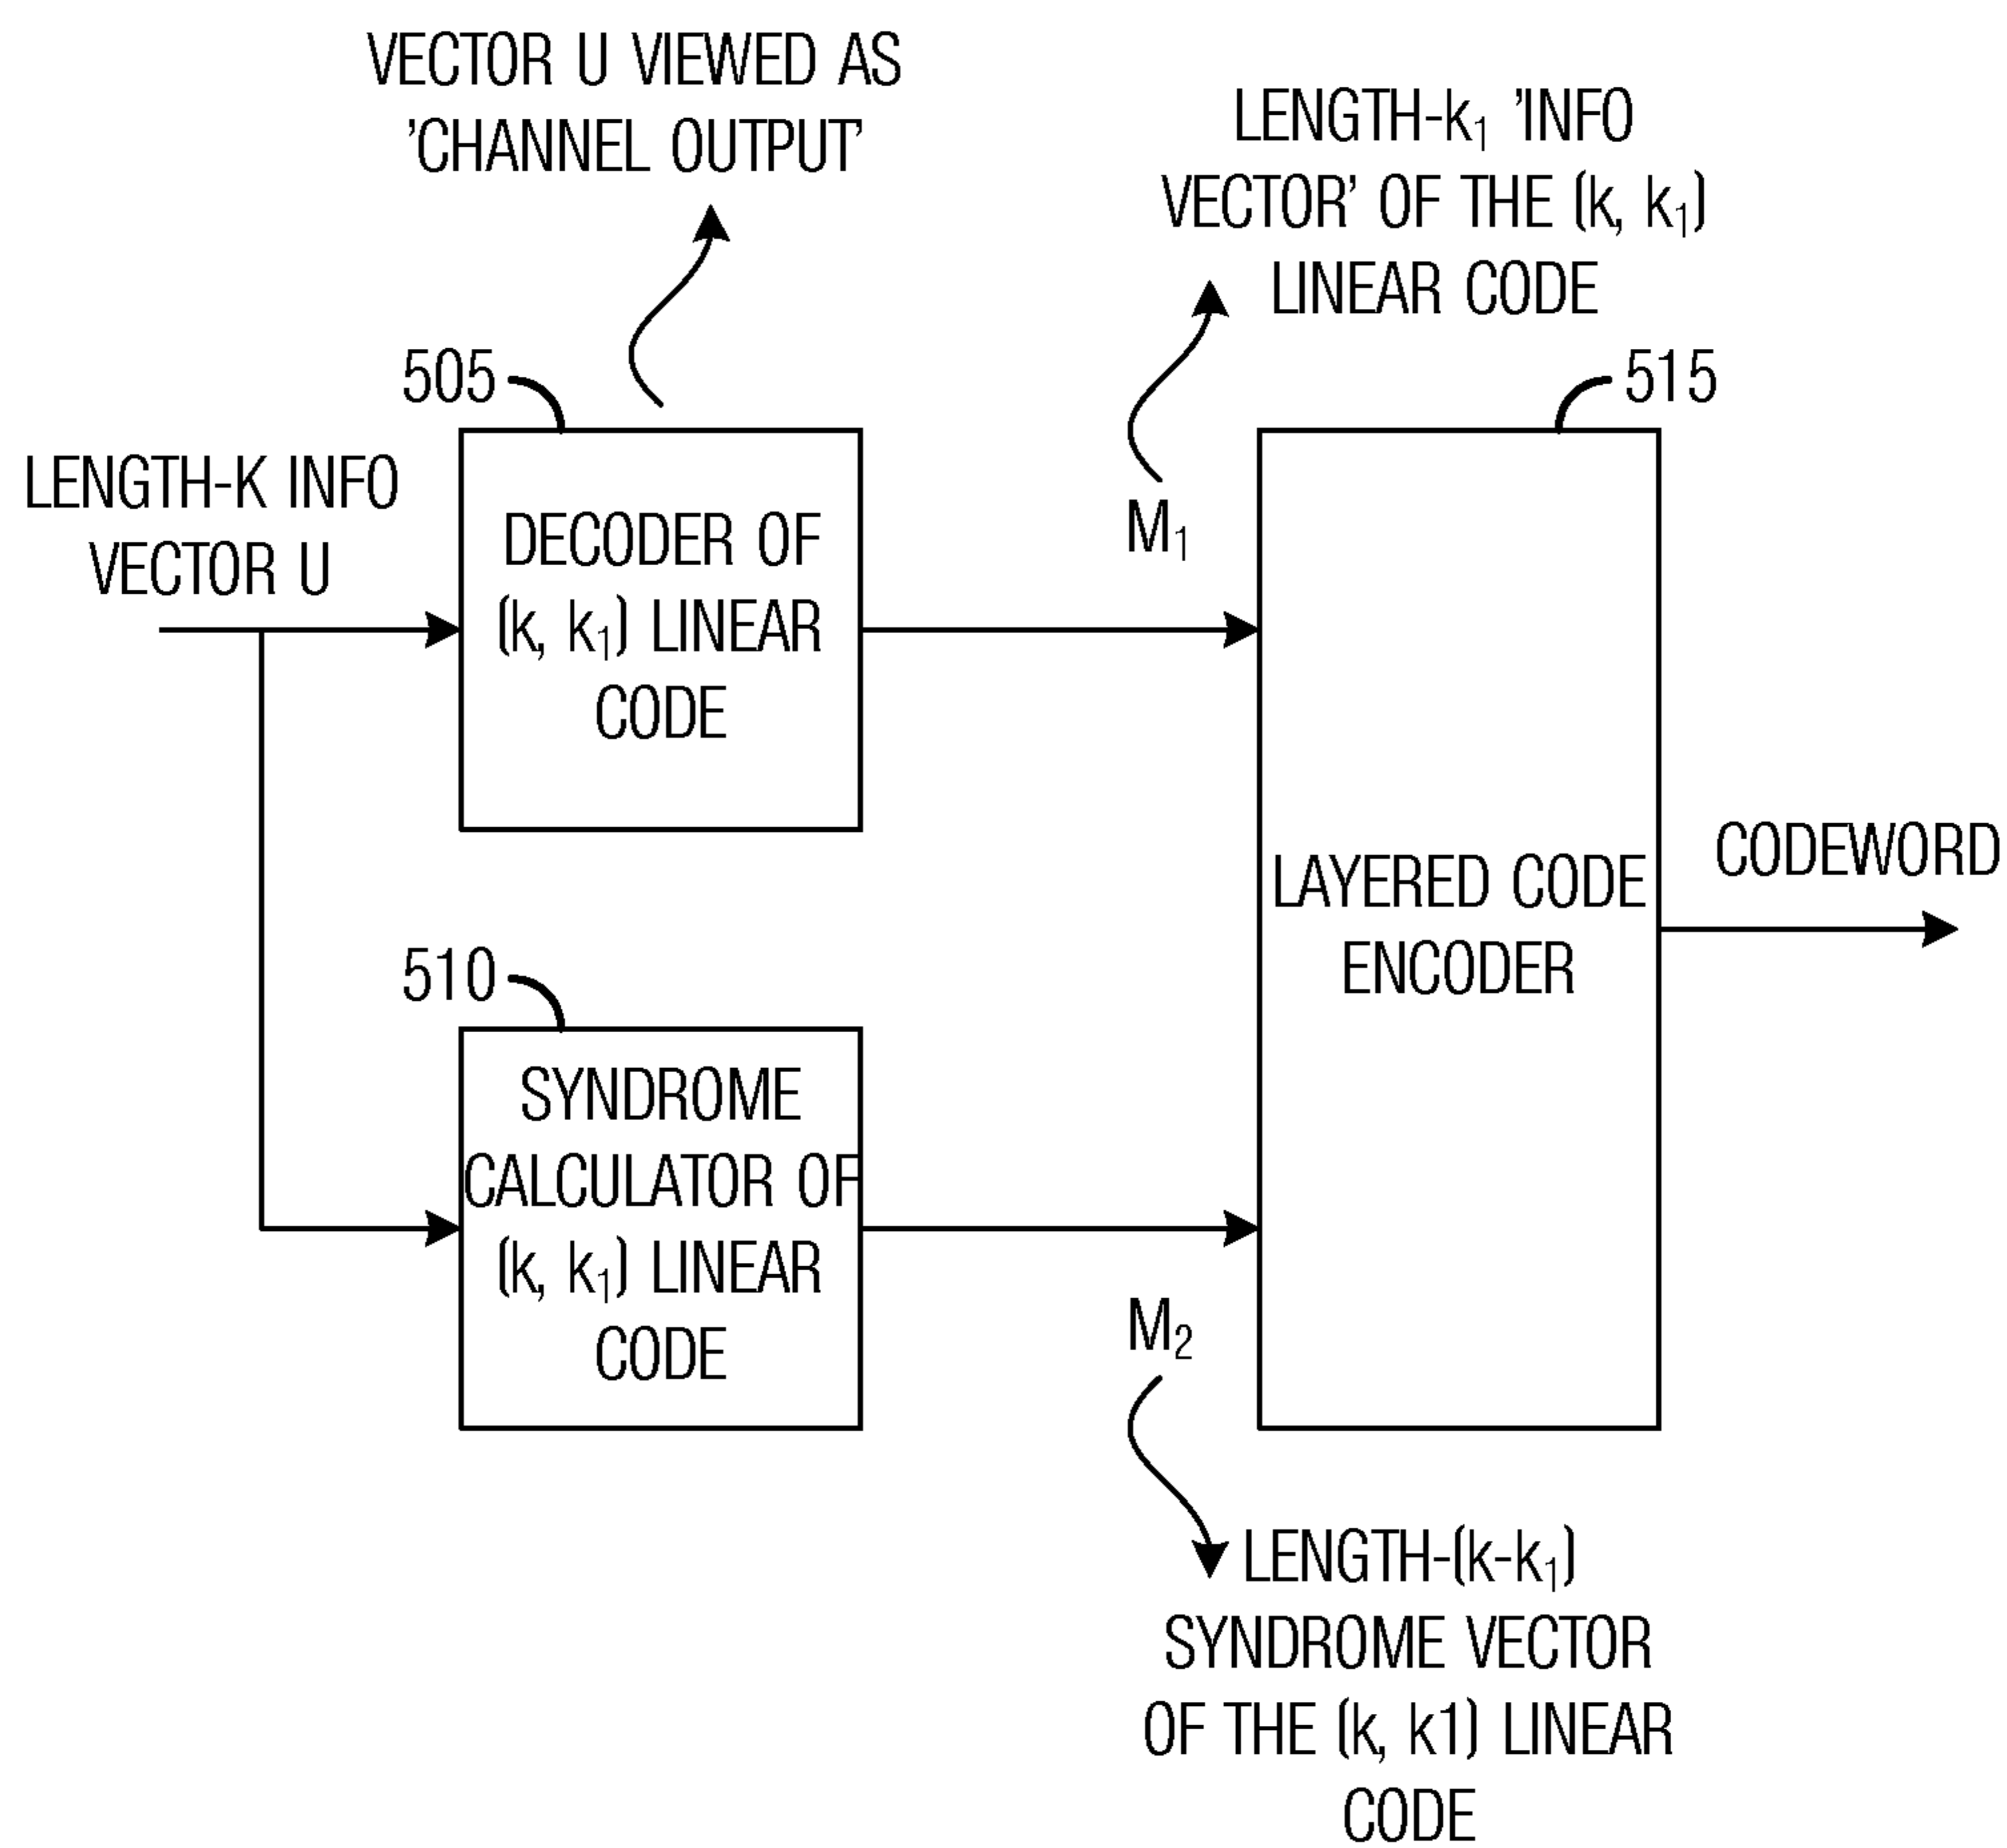 VECTOR U VIEWED AS
'CHANNEL OUTPUT'
LENGTH-k₁ 'INFO
VECTOR' OF THE (k, k₁)
LINEAR CODE
505
515
LENGTH-K INFO
VECTOR U
DECODER OF
(k, k₁) LINEAR
CODE
M₁
LAYERED CODE
ENCODER
CODEWORD
510
SYNDROME
CALCULATOR OF
(k, k₁) LINEAR
CODE
M₂
LENGTH-(k-k₁)
SYNDROME VECTOR
OF THE (k, k1) LINEAR
CODE